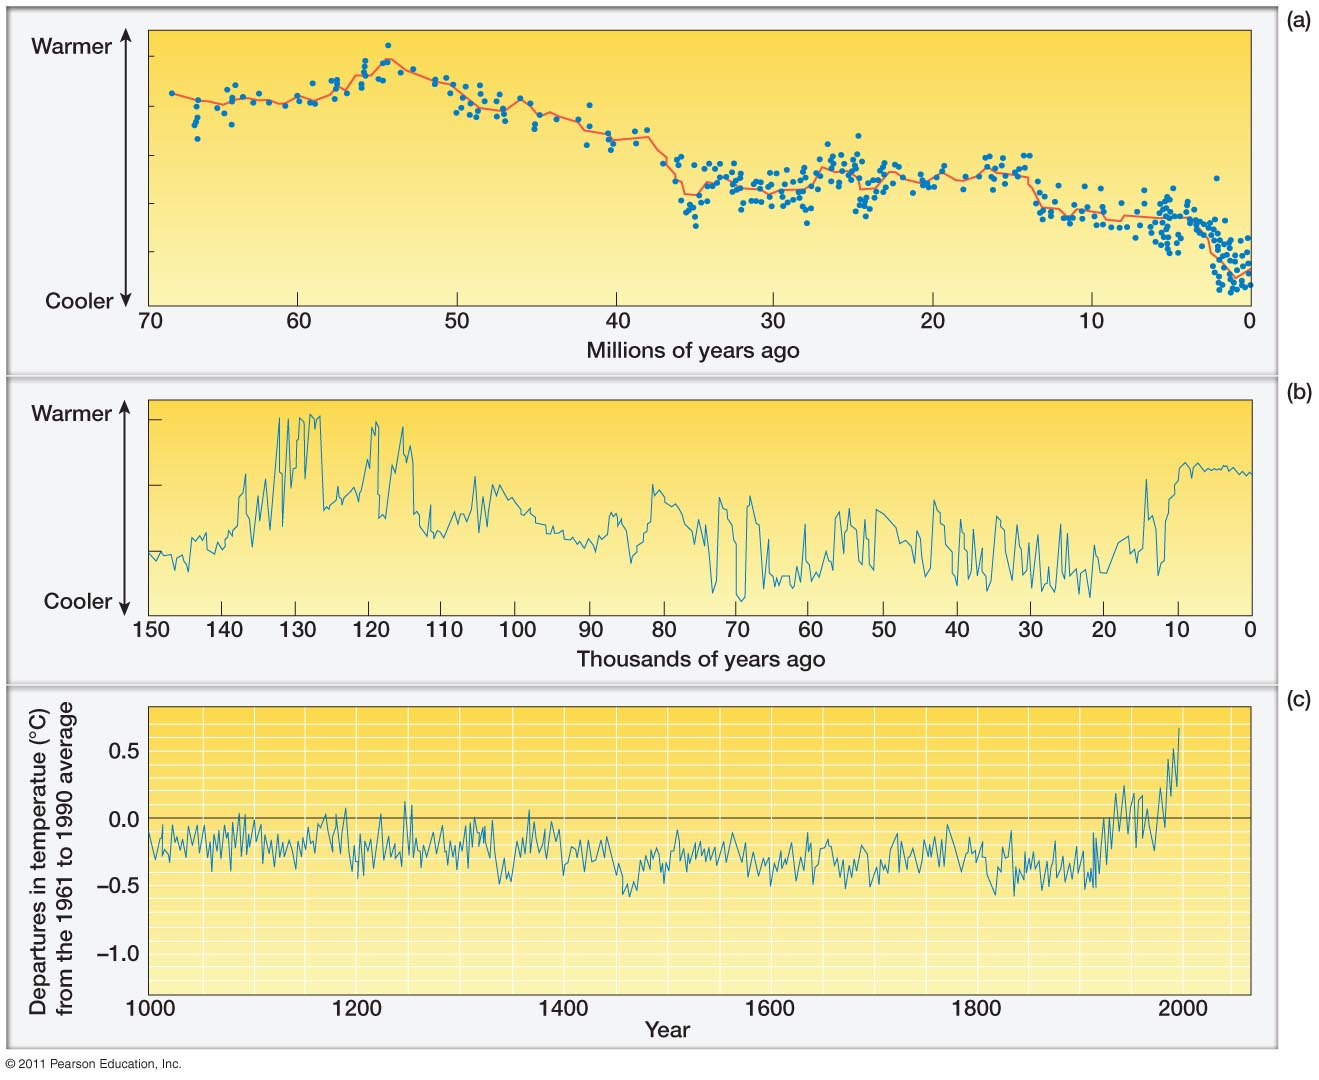 (a)
Warmer
Cooler
70 60 50 40 30 20 10 0
Millions of years ago
(b)
Warmer
Cooler
150 140 130 120 110 100 90 80 70 60 50 40 30 20 10 0
Thousands of years ago
(c)
Departures in temperatue (°C)
from the 1961 to 1990 average
0.5
0.0
–0.5
–1.0
1000 1200 1400 1600 1800 2000
Year
© 2011 Pearson Education, Inc.